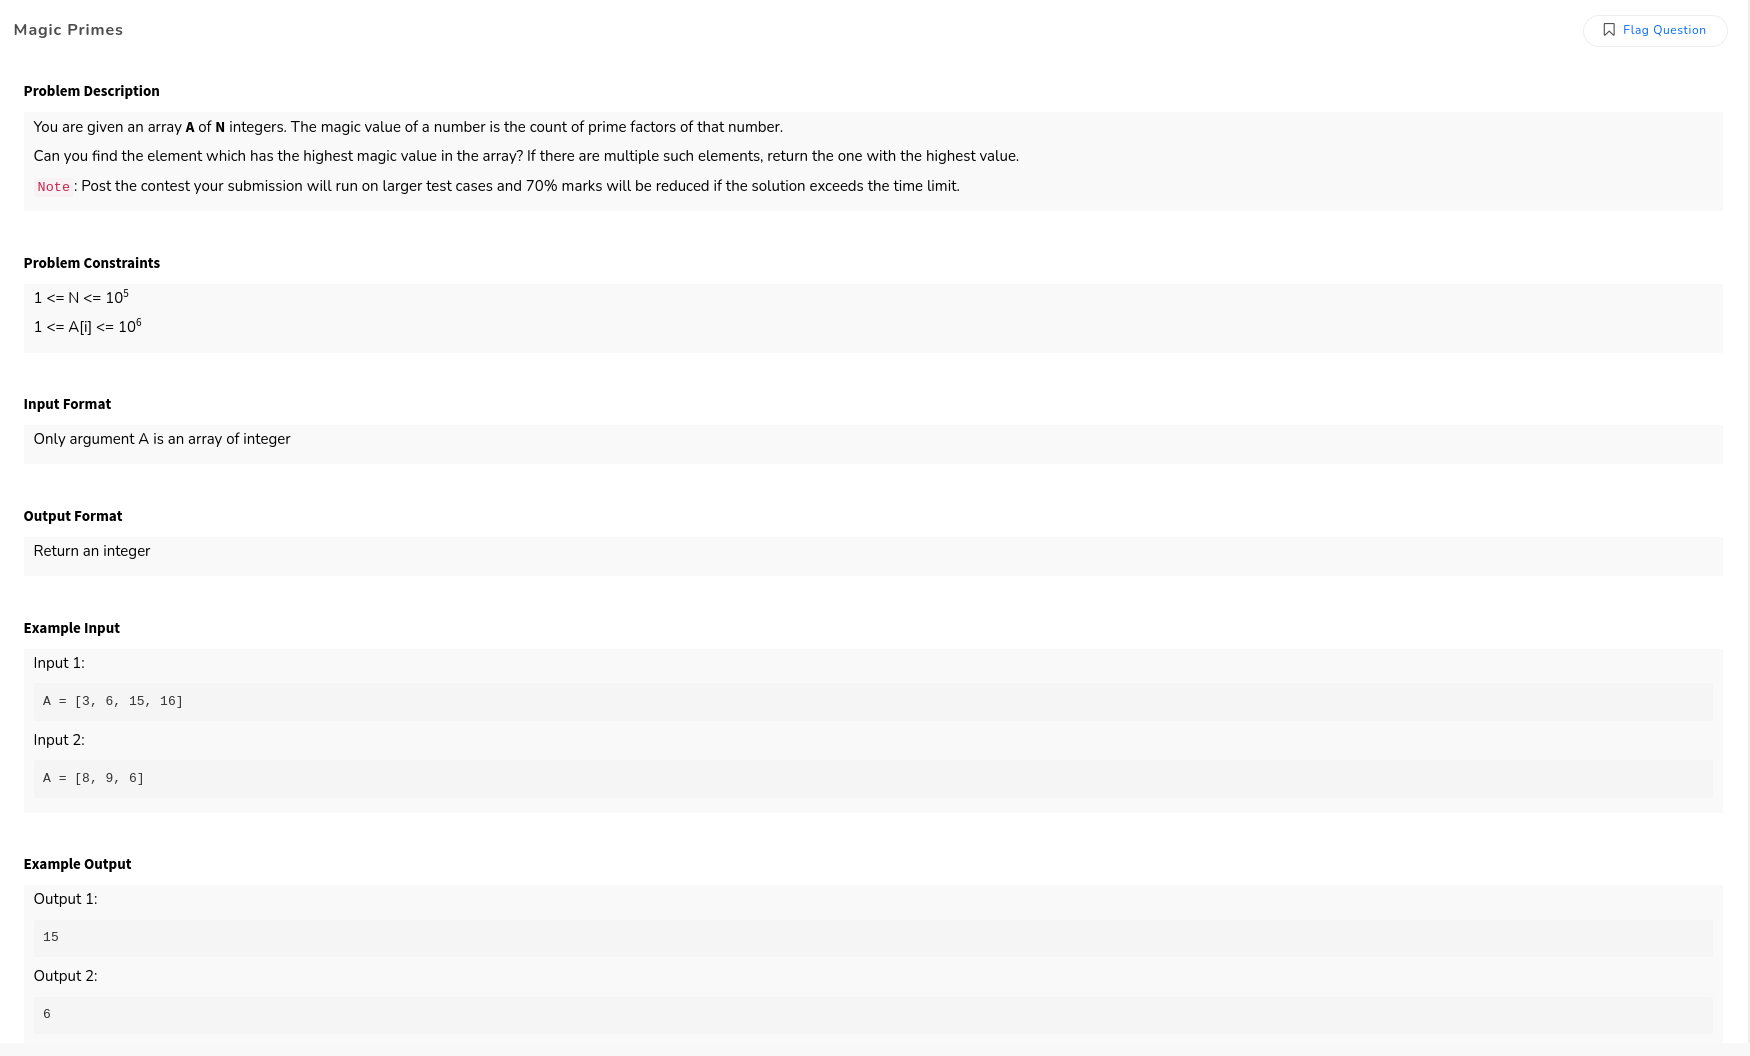 Magic Primes
Flag Question
Problem Description
You are given an array A of N integers. The magic value of a number is the count of prime factors of that number.
Can you find the element which has the highest magic value in the array? If there are multiple such elements, return the one with the highest value.
Note : Post the contest your submission will run on larger test cases and 70% marks will be reduced if the solution exceeds the time limit.
Problem Constraints
1 <= N <= 10⁵
1 <= A[i] <= 10⁶
Input Format
Only argument A is an array of integer
Output Format
Return an integer
Example Input
Input 1:
A = [3, 6, 15, 16]
Input 2:
A = [8, 9, 6]
Example Output
Output 1:
15
Output 2:
6